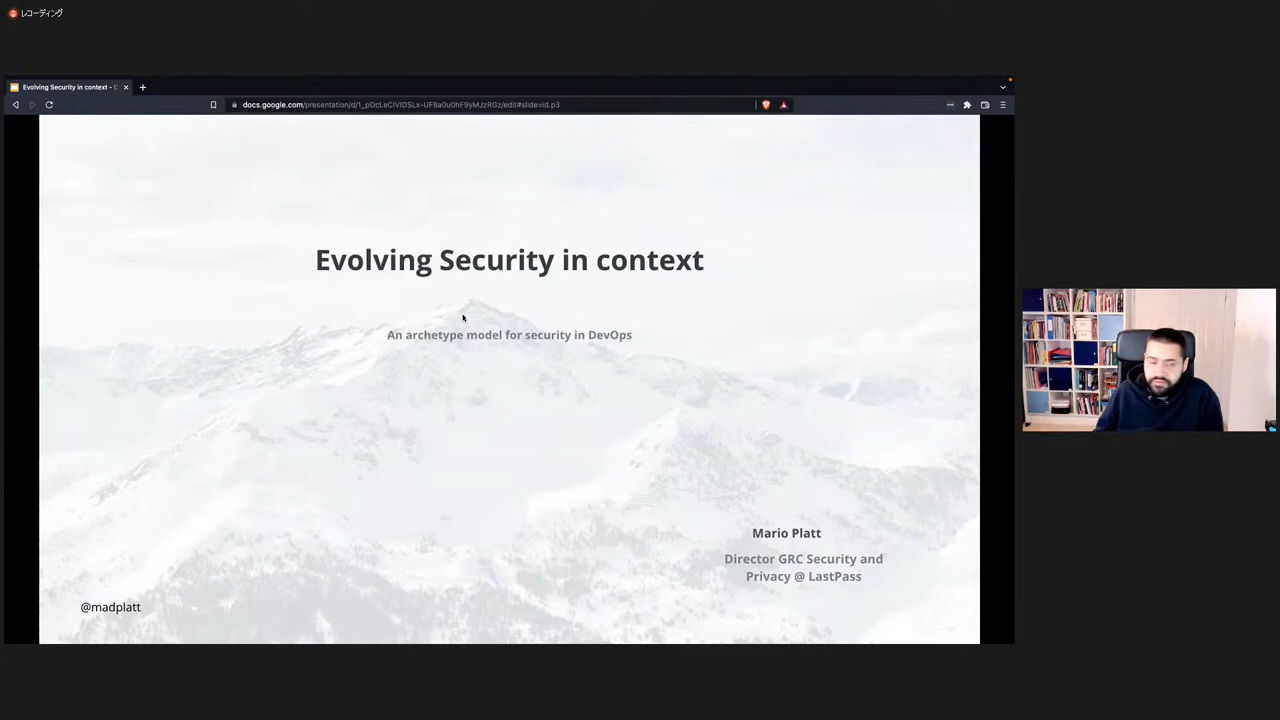 レコーディング
Evolving Security in context - D
docs.google.com/presentation/d/1_pDcLeCIVIDSLx-UF8a0u0hF9yMJzRGz/edit#slide=id.p3
Evolving Security in context
An archetype model for security in DevOps
Mario Platt
Director GRC Security and
Privacy @ LastPass
@madplatt